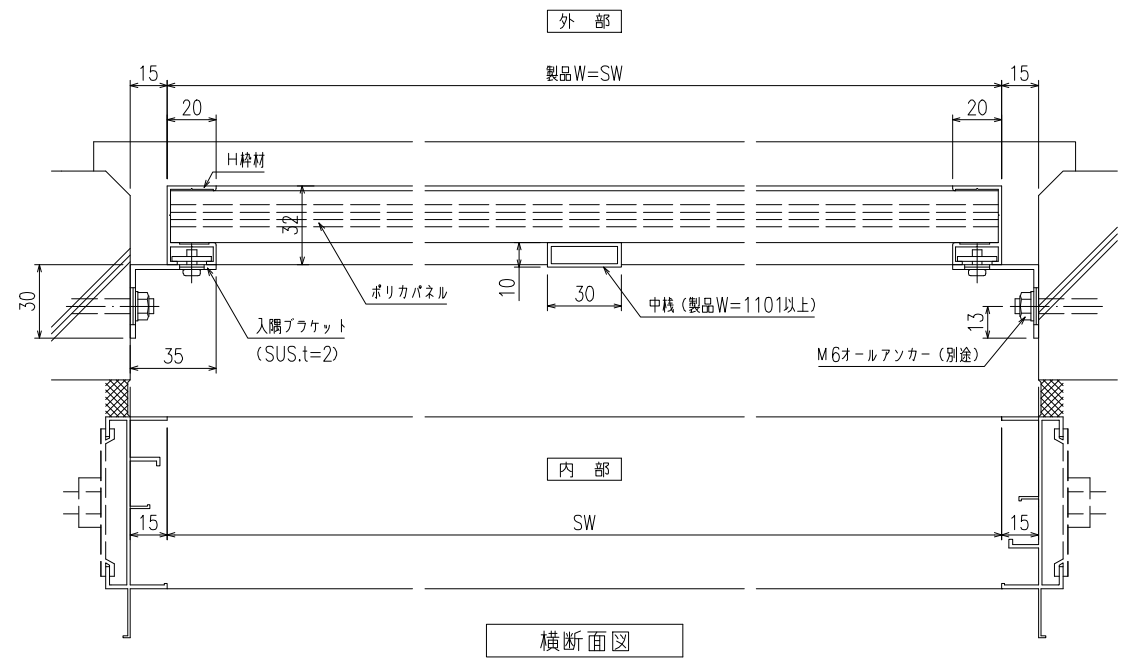 外 部
15
製品W=SW
15
20
20
H枠材
32
ポリカパネル
10
30
中桟(製品W=1101以上)
30
入隅ブラケット
(SUS.t=2)
35
13
M6オールアンカー(別途)
内 部
15
SW
15
横断面図